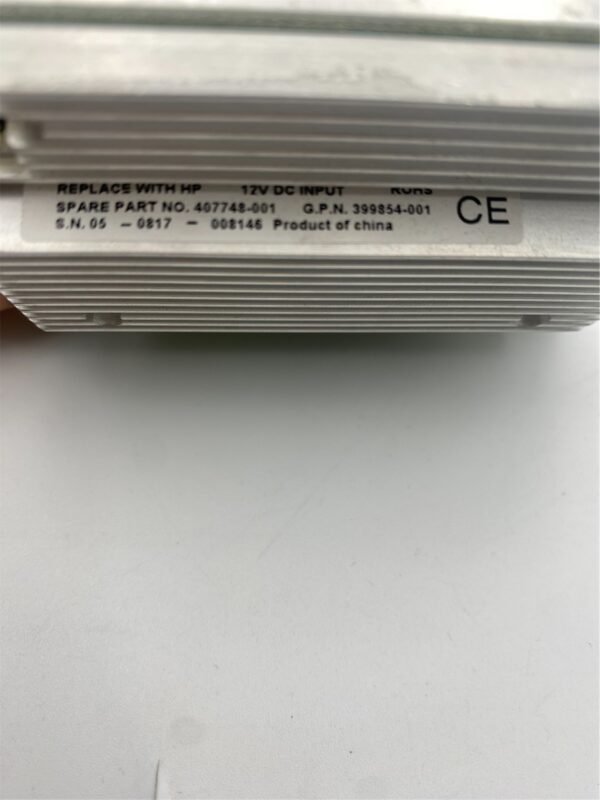 REPLACE WITH HP 12V DC INPUT ROHS
SPARE PART NO. 407748-001 G.P.N. 399854-001 CE
S.N. 05 - 0817 - 008146 Product of china